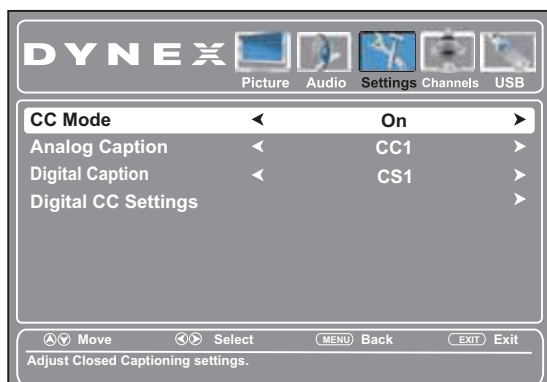 DYNEX
Picture Audio Settings Channels USB
CC Mode On
Analog Caption CC1
Digital Caption CS1
Digital CC Settings
Move Select MENU Back EXIT Exit
Adjust Closed Captioning settings.